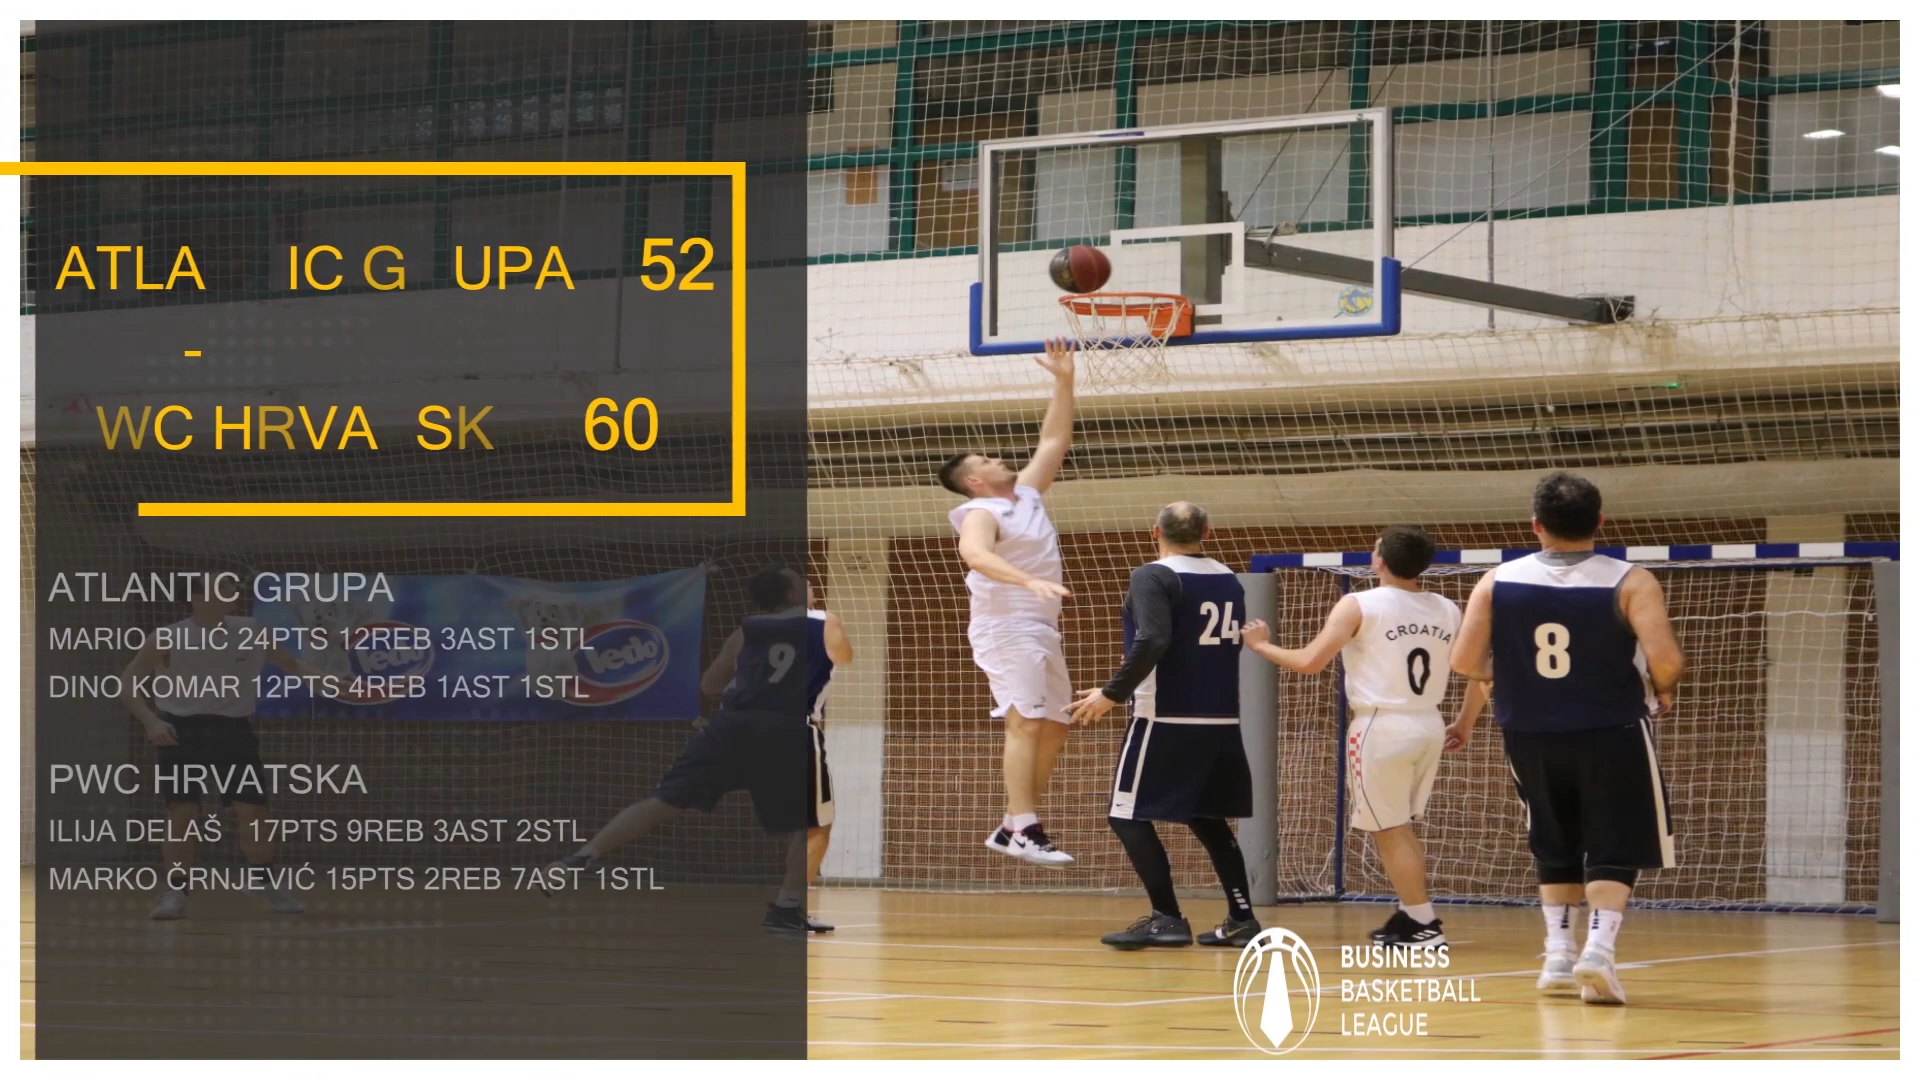 ATLA IC G UPA 52
-
WC HRVA SK 60
ATLANTIC GRUPA
MARIO BILIĆ 24PTS 12REB 3AST 1STL
DINO KOMAR 12PTS 4REB 1AST 1STL
PWC HRVATSKA
ILIJA DELAŠ 17PTS 9REB 3AST 2STL
MARKO ČRNJEVIĆ 15PTS 2REB 7AST 1STL
ledo ledo
9
24
CROATIA
0
8
BUSINESS
BASKETBALL
LEAGUE